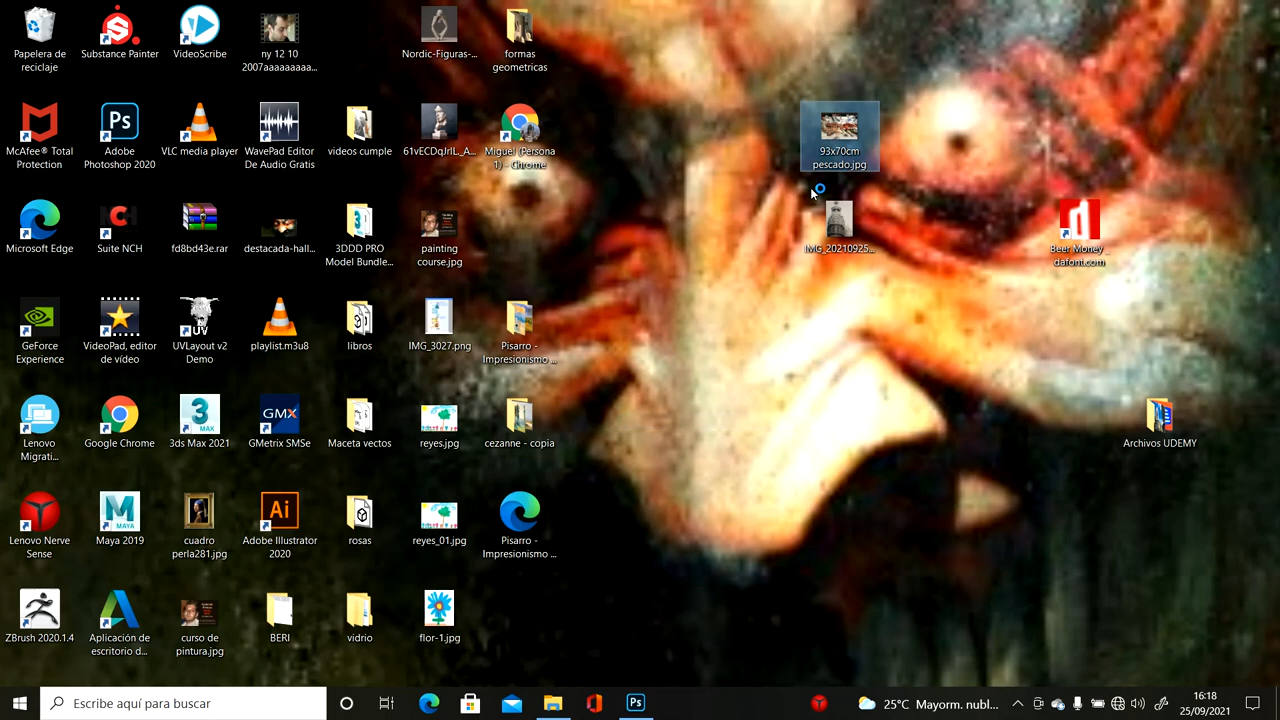 Papelera de
reciclaje
Substance Painter
VideoScribe
ny 12 10
2007aaaaaaaaa...
Nordic-Figuras-...
formas
geometricas
McAfee® Total
Protection
Adobe
Photoshop 2020
VLC media player
WavePad Editor
De Audio Gratis
videos cumple
61vECDqJrIL._A...
Miguel (Persona
1) - Chrome
93x70cm
pescado.jpg
Microsoft Edge
Suite NCH
fd8bd43e.rar
destacada-hall...
3DDD PRO
Model Bundle...
painting
course.jpg
IMG_20210925...
Beer Money _
dafont.com
GeForce
Experience
VideoPad, editor
de vídeo
UVLayout v2
Demo
playlist.m3u8
libros
IMG_3027.png
Pisarro -
Impresionismo ...
Lenovo
Migrati...
Google Chrome
3ds Max 2021
GMetrix SMSe
Maceta vectos
reyes.jpg
cezanne - copia
Archivos UDEMY
Lenovo Nerve
Sense
Maya 2019
cuadro
perla281.jpg
Adobe Illustrator
2020
rosas
reyes_01.jpg
Pisarro -
Impresionismo ...
ZBrush 2020.1.4
Aplicación de
escritorio d...
curso de
pintura.jpg
BERI
vidrio
flor-1.jpg
Escribe aquí para buscar
25°C Mayorm. nubl...
16:18
25/09/2021